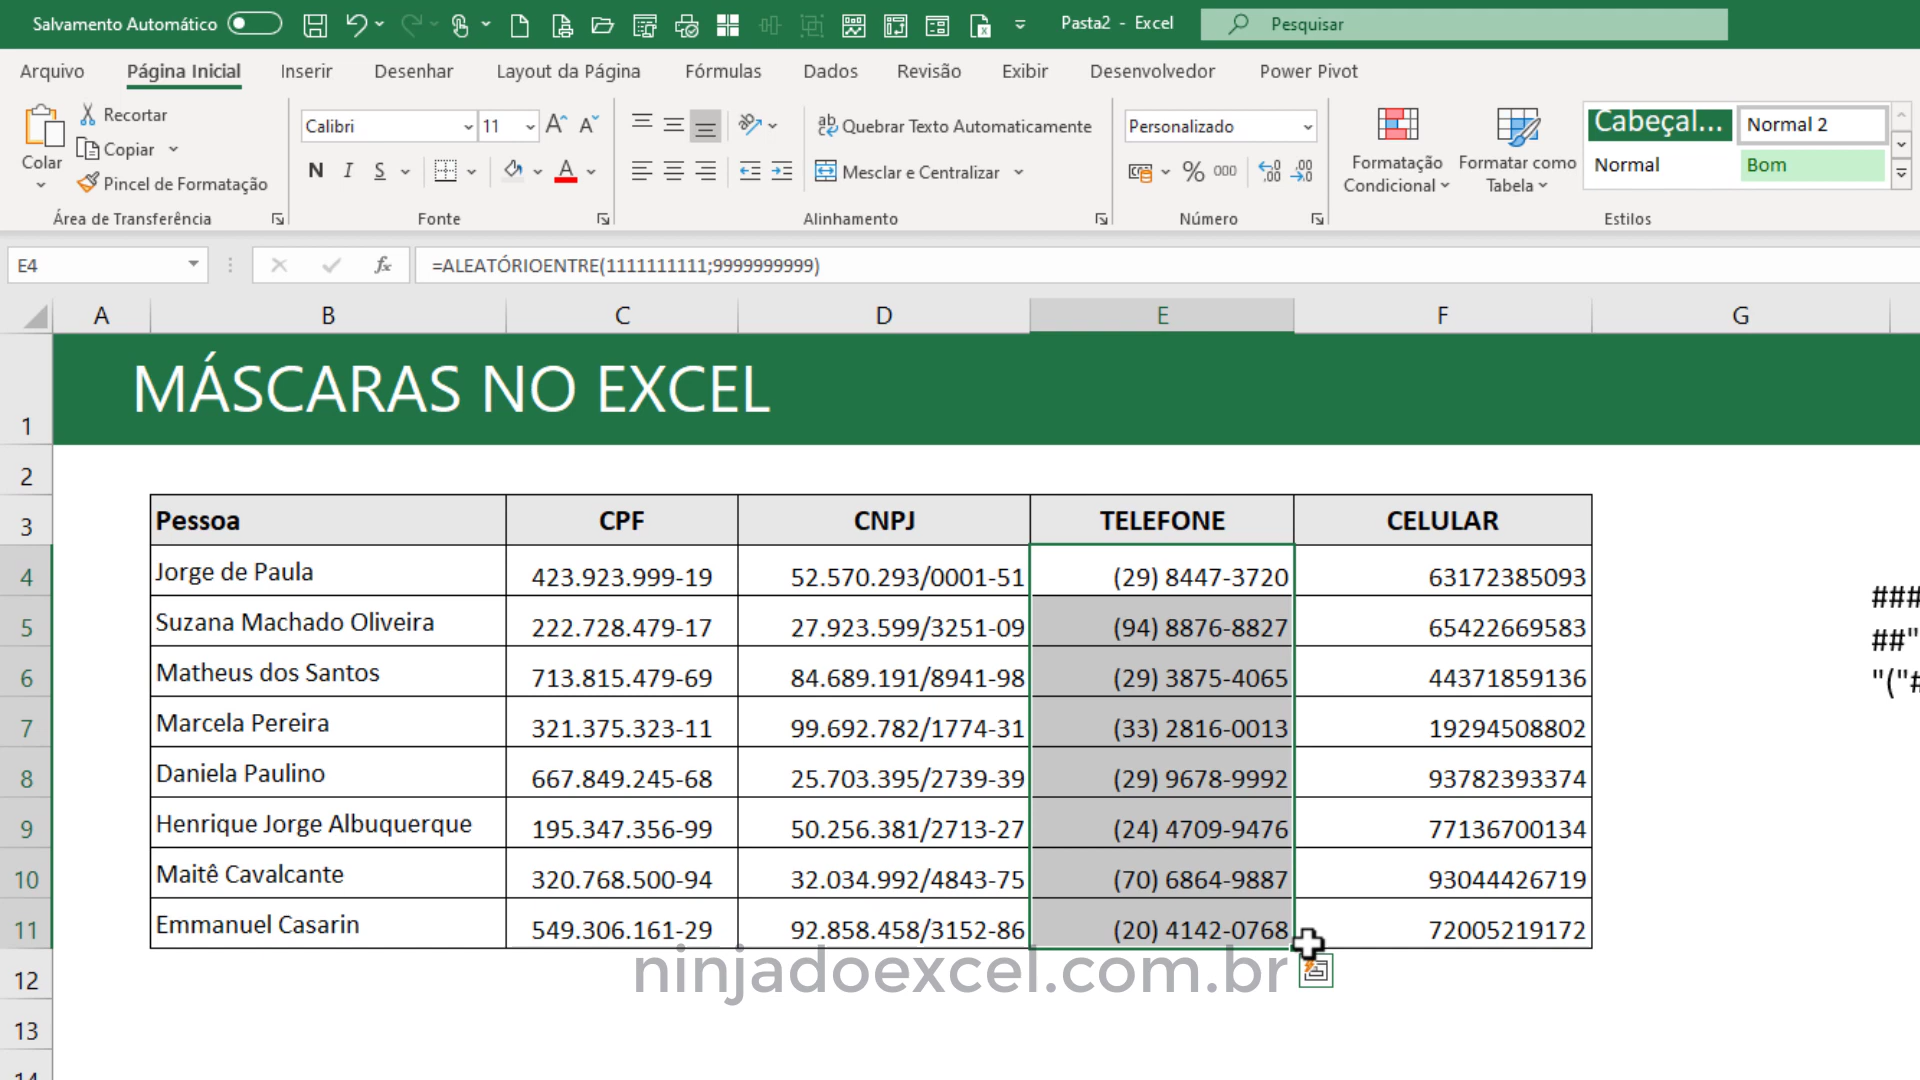 Salvamento Automático
Pasta2 - Excel
Pesquisar
Arquivo Página Inicial Inserir Desenhar Layout da Página Fórmulas Dados Revisão Exibir Desenvolvedor Power Pivot
Colar
Recortar
Copiar
Pincel de Formatação
Área de Transferência
Calibri 11
N I S
Fonte
Quebrar Texto Automaticamente
Mesclar e Centralizar
Alinhamento
Personalizado
% 000
Número
Formatação Condicional
Formatar como Tabela
Cabeçal... Normal 2
Normal Bom
Estilos
E4 fx =ALEATÓRIOENTRE(1111111111;9999999999)
A B C D E F G
1 MÁSCARAS NO EXCEL
2
3 Pessoa CPF CNPJ TELEFONE CELULAR
4 Jorge de Paula 423.923.999-19 52.570.293/0001-51 (29) 8447-3720 63172385093
5 Suzana Machado Oliveira 222.728.479-17 27.923.599/3251-09 (94) 8876-8827 65422669583
6 Matheus dos Santos 713.815.479-69 84.689.191/8941-98 (29) 3875-4065 44371859136
7 Marcela Pereira 321.375.323-11 99.692.782/1774-31 (33) 2816-0013 19294508802
8 Daniela Paulino 667.849.245-68 25.703.395/2739-39 (29) 9678-9992 93782393374
9 Henrique Jorge Albuquerque 195.347.356-99 50.256.381/2713-27 (24) 4709-9476 77136700134
10 Maitê Cavalcante 320.768.500-94 32.034.992/4843-75 (70) 6864-9887 93044426719
11 Emmanuel Casarin 549.306.161-29 92.858.458/3152-86 (20) 4142-0768 72005219172
###
##"
"("#
ninjadoexcel.com.br
12
13